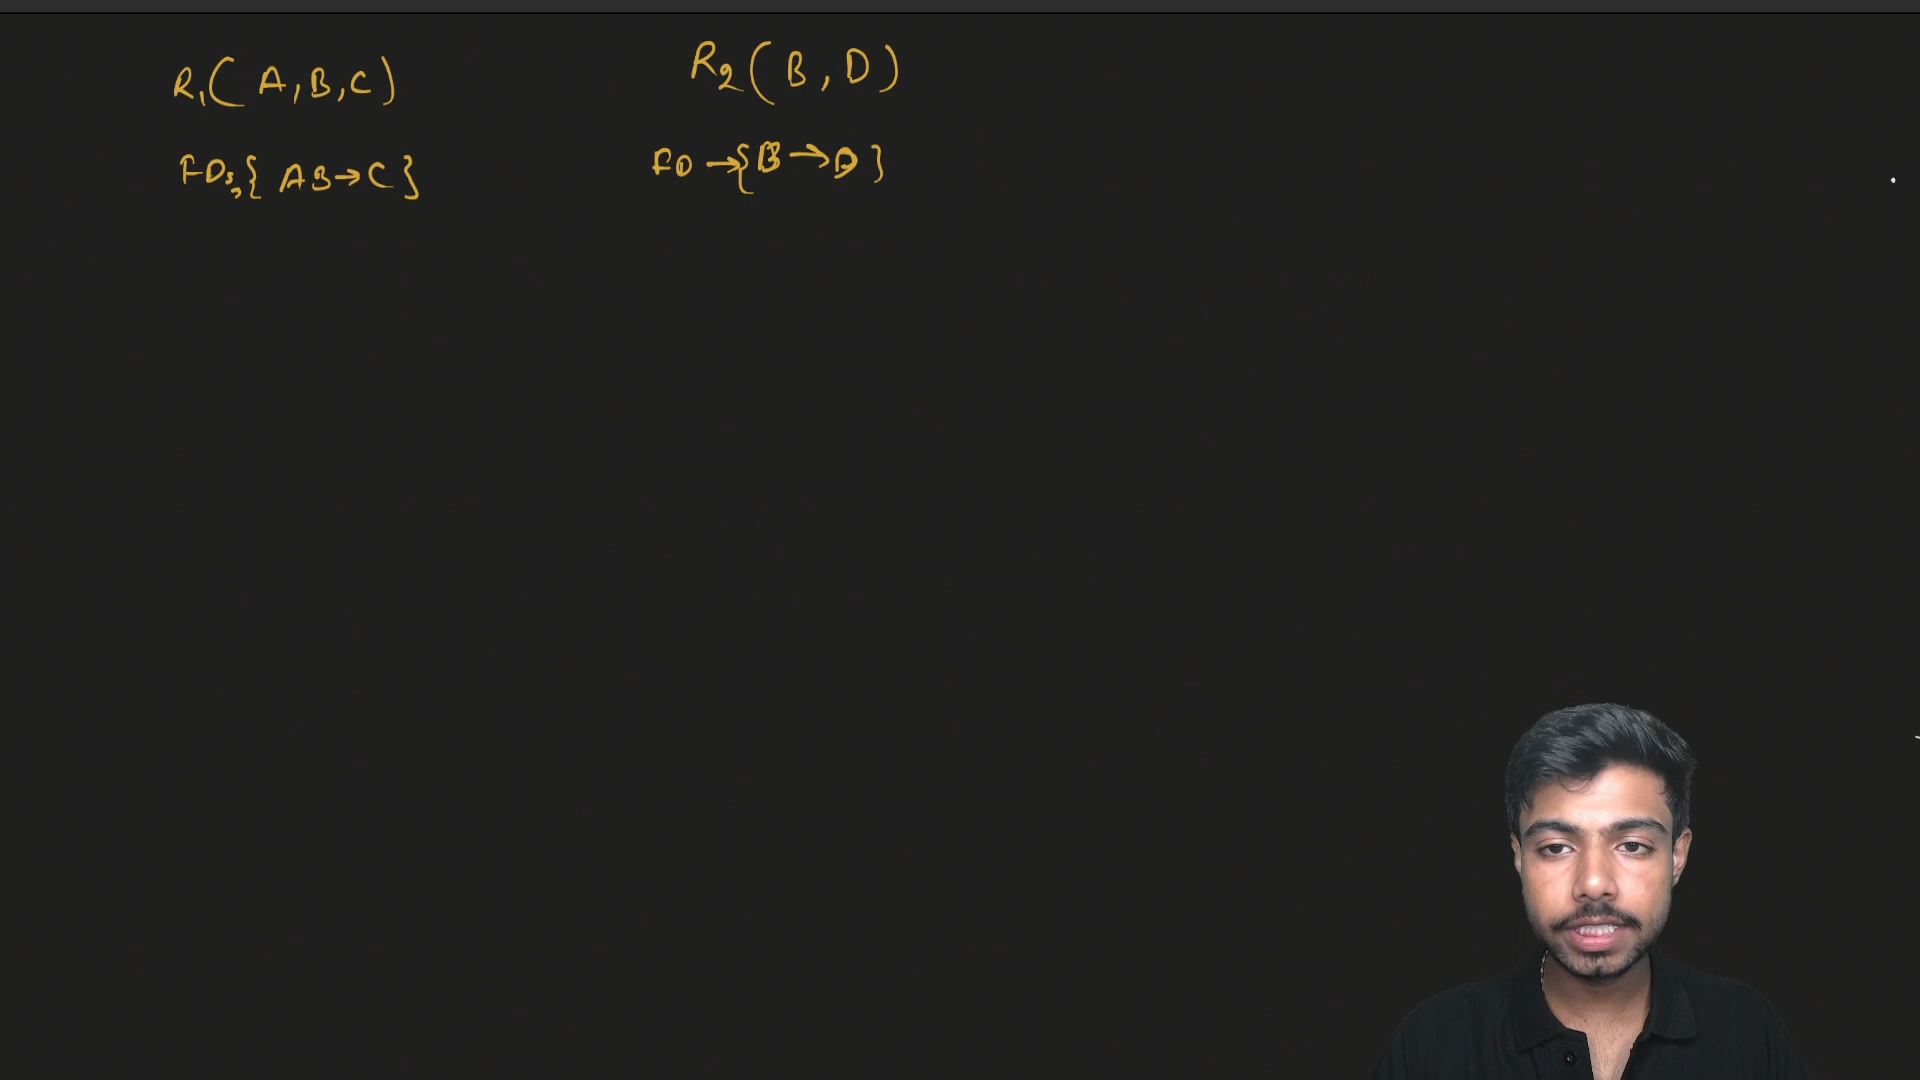 R₁(A,B,C)
FDs,{AB→C}
R₂(B,D)
FD→{B→D}